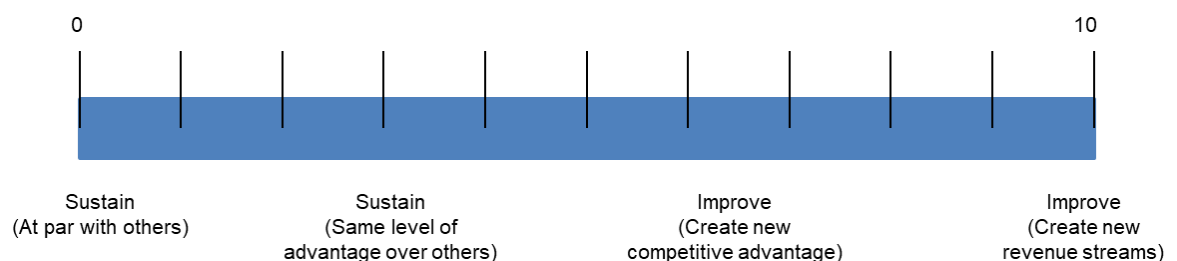 0
10
Sustain
(At par with others)
Sustain
(Same level of
advantage over others)
Improve
(Create new
competitive advantage)
Improve
(Create new
revenue streams)